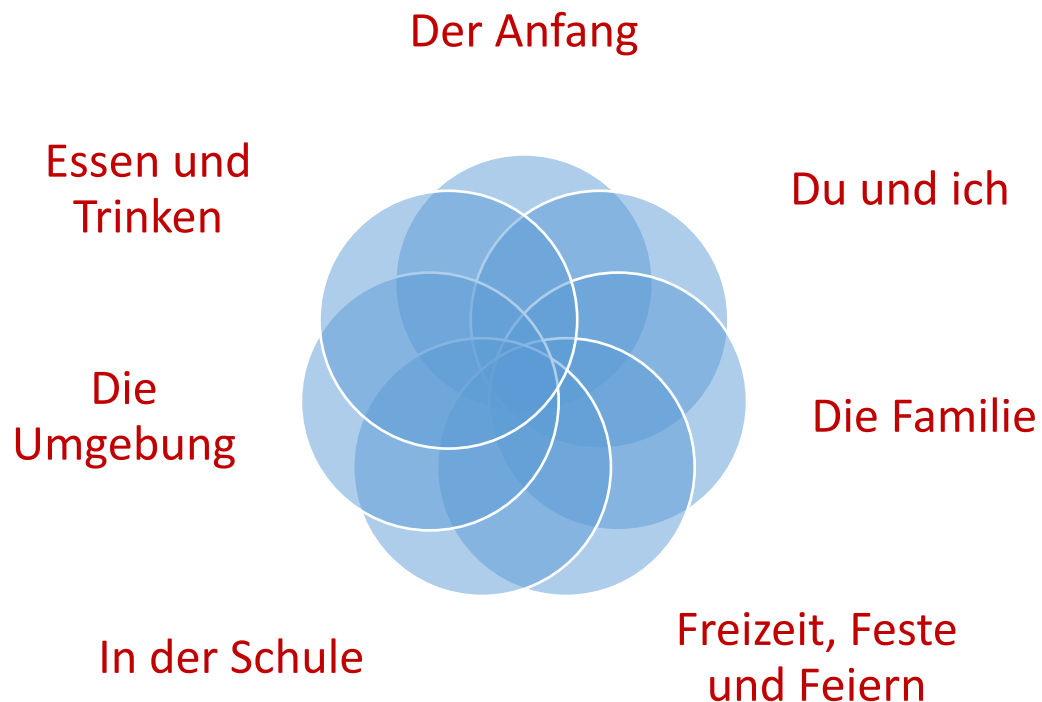 Der Anfang
Essen und
Trinken
Du und ich
Die
Umgebung
Die Familie
In der Schule
Freizeit, Feste
und Feiern